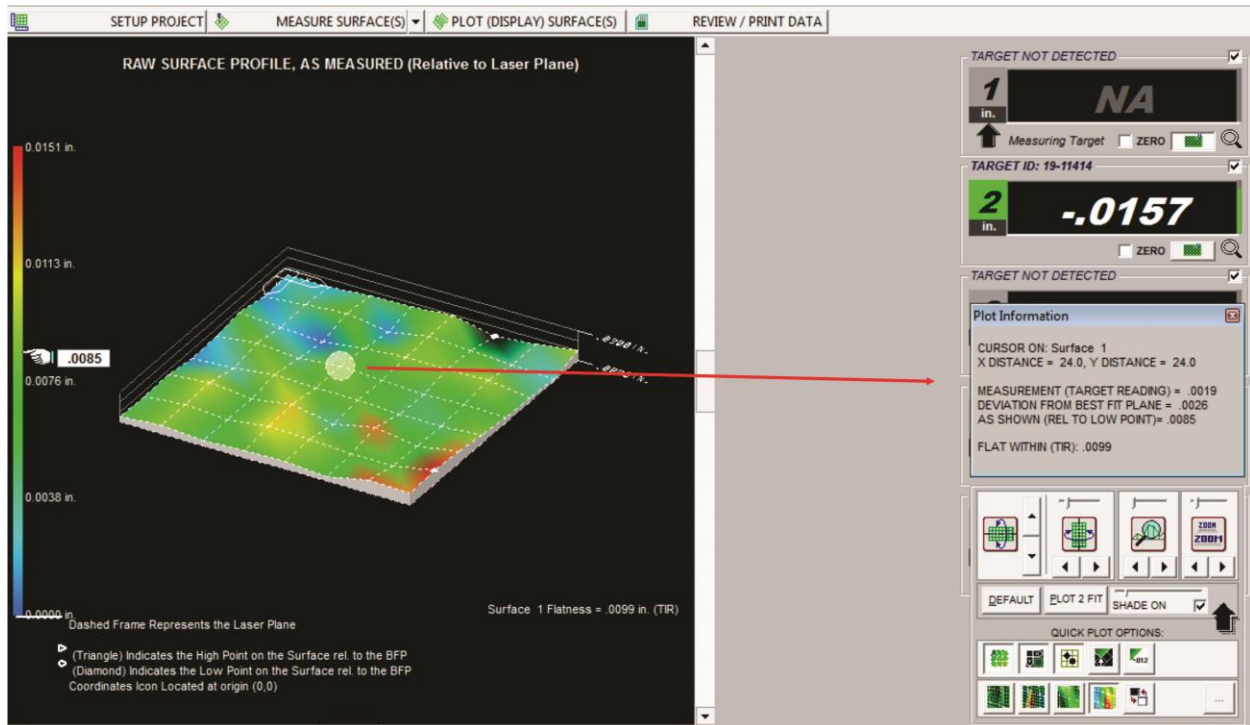 SETUP PROJECT
MEASURE SURFACE(S)
PLOT (DISPLAY) SURFACE(S)
REVIEW / PRINT DATA
RAW SURFACE PROFILE, AS MEASURED (Relative to Laser Plane)
0.0151 in.
0.0113 in.
.0085
0.0076 in.
0.0038 in.
0.0000 in.
Surface 1 Flatness = .0099 in. (TIR)
Dashed Frame Represents the Laser Plane
(Triangle) Indicates the High Point on the Surface rel. to the BFP
(Diamond) Indicates the Low Point on the Surface rel. to the BFP
Coordinates Icon Located at origin (0,0)
TARGET NOT DETECTED
1
NA
in.
Measuring Target
ZERO
TARGET ID: 19-11414
2
-.0157
in.
ZERO
TARGET NOT DETECTED
Plot Information
CURSOR ON: Surface 1
X DISTANCE = 24.0, Y DISTANCE = 24.0
MEASUREMENT (TARGET READING) = .0019
DEVIATION FROM BEST FIT PLANE = .0026
AS SHOWN (REL TO LOW POINT)= .0085
FLAT WITHIN (TIR): .0099
ZOOM
ZOOM
DEFAULT
PLOT 2 FIT
SHADE ON
QUICK PLOT OPTIONS:
...